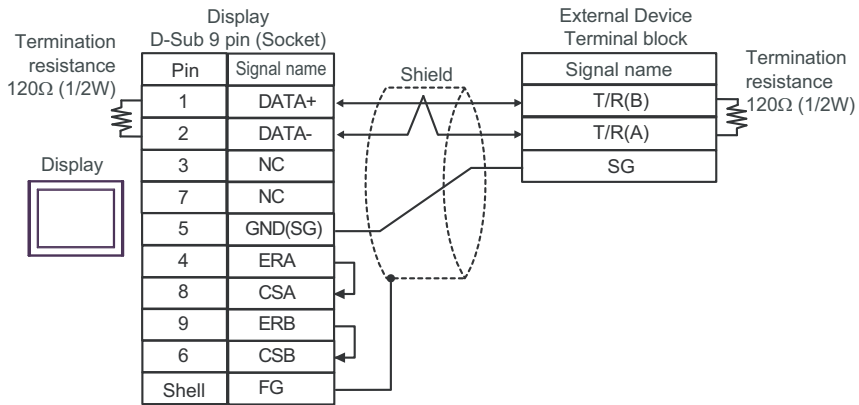 Display
D-Sub 9 pin (Socket)
External Device
Terminal block
Termination
resistance
120Ω (1/2W)
Pin Signal name
1 DATA+
2 DATA-
3 NC
7 NC
5 GND(SG)
4 ERA
8 CSA
9 ERB
6 CSB
Shell FG
Display
Shield
Signal name
T/R(B)
T/R(A)
SG
Termination
resistance
120Ω (1/2W)